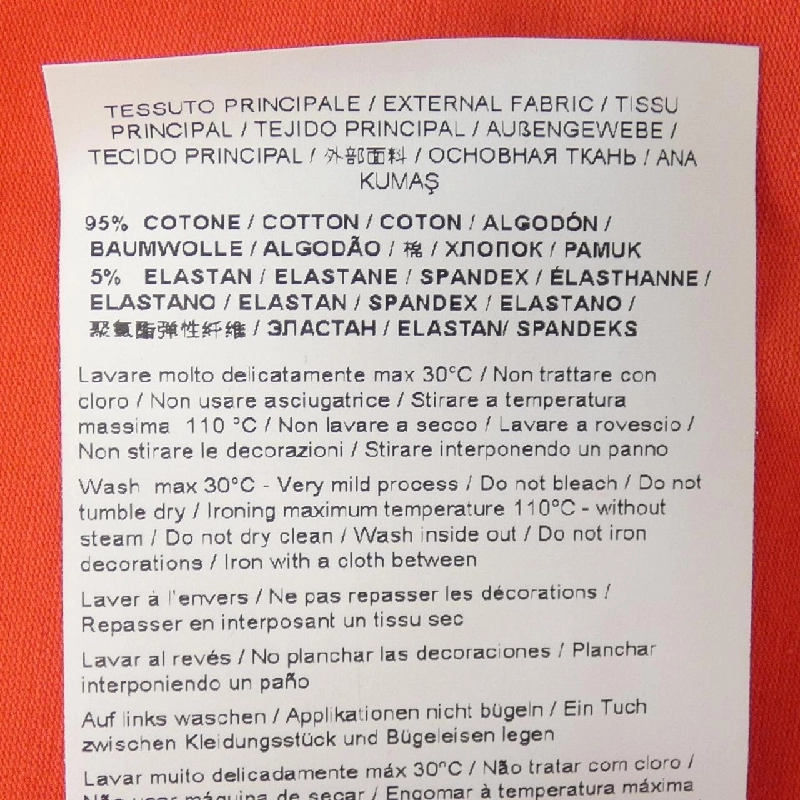 TESSUTO PRINCIPALE / EXTERNAL FABRIC / TISSU
PRINCIPAL / TEJIDO PRINCIPAL / AUßENGEWEBE /
TECIDO PRINCIPAL / 外部面料 / ОСНОВНАЯ ТКАНЬ / ANA
KUMAŞ
95% COTONE / COTTON / COTON / ALGODÓN /
BAUMWOLLE / ALGODÃO / 棉 / ХЛОПОК / PAMUK
5% ELASTAN / ELASTANE / SPANDEX / ÉLASTHANNE /
ELASTANO / ELASTAN / SPANDEX / ELASTANO /
聚氨酯弹性纤维 / ЭЛАСТАН / ELASTAN/ SPANDEKS
Lavare molto delicatamente max 30°C / Non trattare con
cloro / Non usare asciugatrice / Stirare a temperatura
massima 110 °C / Non lavare a secco / Lavare a rovescio /
Non stirare le decorazioni / Stirare interponendo un panno
Wash max 30°C - Very mild process / Do not bleach / Do not
tumble dry / Ironing maximum temperature 110°C - without
steam / Do not dry clean / Wash inside out / Do not iron
decorations / Iron with a cloth between
Laver à l'envers / Ne pas repasser les décorations /
Repasser en interposant un tissu sec
Lavar al revés / No planchar las decoraciones / Planchar
interponiendo un paño
Auf links waschen / Applikationen nicht bügeln / Ein Tuch
zwischen Kleidungsstück und Bügeleisen legen
Lavar muito delicadamente máx 30°C / Não tratar com cloro /
Não usar máquina de secar / Engomar à temperatura máxima